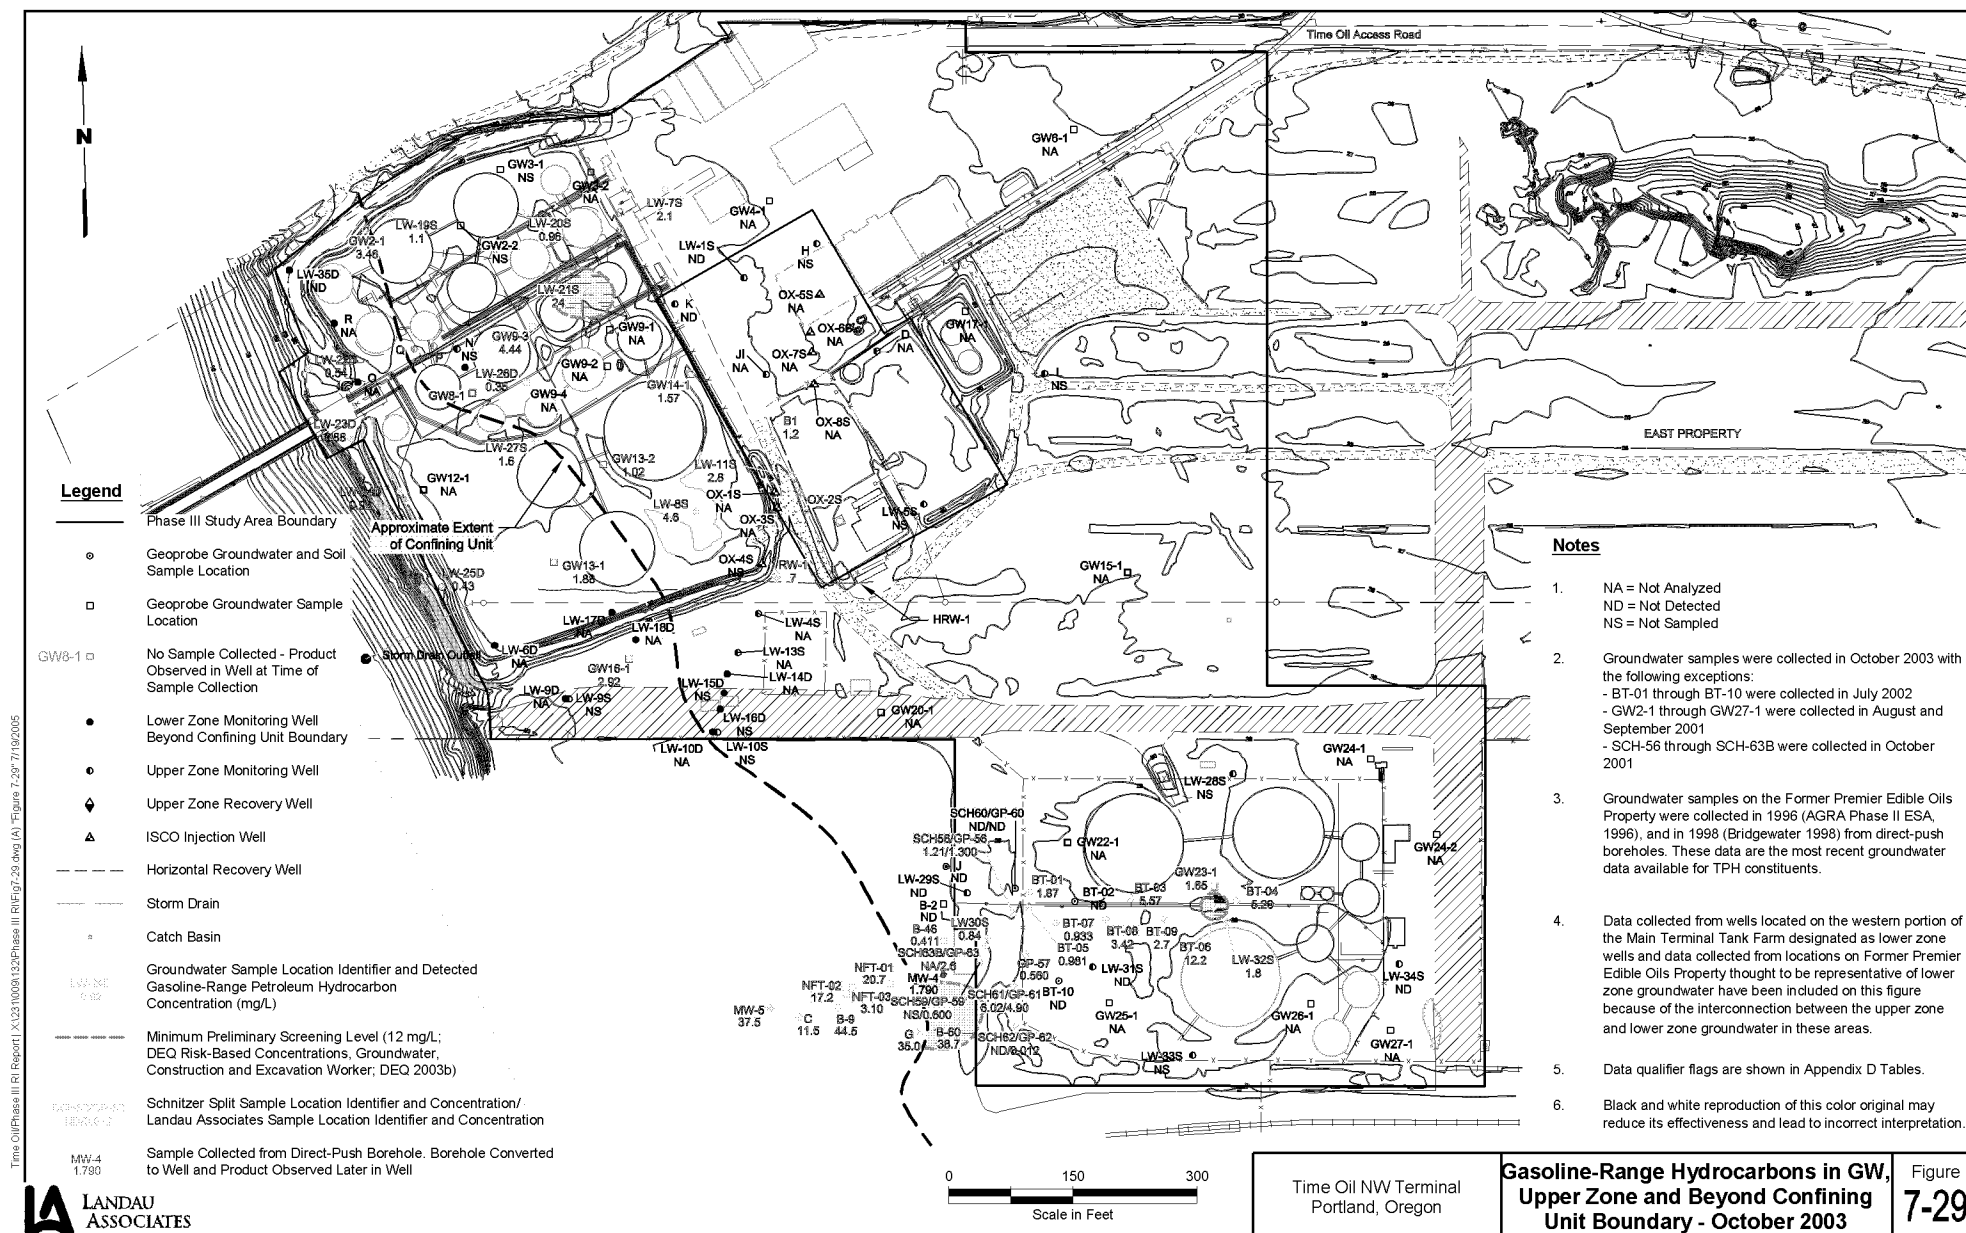 Time Oil Access Road
N
GW6-1
NA
GW3-1
NS
GW3-2
NA
LW-7S
2.1
GW4-1
NA
LW-19S
1.1
LW-20S
0.96
GW2-1
3.46
GW2-2
NS
LW-1S
ND
H
NS
LW-35D
ND
LW-21S
24
OX-5S
NA
K
ND
R
NA
GW9-3
4.44
GW9-1
NA
NA
GW17-1
NA
N
NS
Q
P
JI
NA
OX-7S
NA
GW9-2
NA
LW-26D
0.35
GW14-1
1.57
I
NS
O
NA
GW8-1
GW9-4
NA
B1
1.2
OX-8S
NA
LW-23D
EAST PROPERTY
LW-27S
1.6
GW13-2
1.02
LW-11S
2.8
GW12-1
NA
OX-1S
NA
OX-2S
LW-8S
4.6
LW-5S
NS
OX-3S
NA
Approximate Extent
of Confining Unit
OX-4S
NS
RW-1
.7
GW13-1
1.86
LW-25D
0.43
GW15-1
NA
HRW-1
LW-17D
NA
LW-18D
NA
LW-4S
NA
LW-6D
NA
Storm Drain Outfall
LW-13S
NA
GW16-1
2.92
LW-14D
NA
LW-15D
NS
LW-9D
NA
LW-9S
NS
LW-16D
NS
GW20-1
NA
LW-10D
NA
LW-10S
NS
GW24-1
NA
LW-28S
NS
SCH60/GP-60
ND/ND
SCH56/GP-56
1.21/1.300
GW22-1
NA
GW24-2
NA
J
ND
LW-29S
ND
BT-01
1.87
BT-02
ND
BT-03
5.57
GW23-1
1.65
BT-04
5.29
B-2
ND
LW30S
0.84
B-46
0.411
BT-07
0.933
BT-08
3.42
BT-09
2.7
BT-06
12.2
SCH63B/GP-63
NA/2.6
BT-05
0.981
GP-57
0.560
LW-31S
ND
LW-32S
1.8
LW-34S
ND
NFT-01
20.7
MW-4
1.790
NFT-02
17.2
NFT-03
3.10
SCH59/GP-59
NS/0.600
SCH61/GP-61
6.02/4.90
BT-10
ND
MW-5
37.5
C
11.5
B-9
44.5
GW25-1
NA
GW26-1
NA
G
35.0
B-60
38.7
SCH62/GP-62
ND/0.012
GW27-1
NA
LW-33S
NS
Legend
Phase III Study Area Boundary
Geoprobe Groundwater and Soil
Sample Location
Geoprobe Groundwater Sample
Location
GW8-1
No Sample Collected - Product
Observed in Well at Time of
Sample Collection
Lower Zone Monitoring Well
Beyond Confining Unit Boundary
Upper Zone Monitoring Well
Upper Zone Recovery Well
ISCO Injection Well
Horizontal Recovery Well
Storm Drain
Catch Basin
Groundwater Sample Location Identifier and Detected
Gasoline-Range Petroleum Hydrocarbon
Concentration (mg/L)
Minimum Preliminary Screening Level (12 mg/L;
DEQ Risk-Based Concentrations, Groundwater,
Construction and Excavation Worker; DEQ 2003b)
Schnitzer Split Sample Location Identifier and Concentration/
Landau Associates Sample Location Identifier and Concentration
MW-4
1.790
Sample Collected from Direct-Push Borehole. Borehole Converted
to Well and Product Observed Later in Well
Notes
1. NA = Not Analyzed
ND = Not Detected
NS = Not Sampled
2. Groundwater samples were collected in October 2003 with
the following exceptions:
- BT-01 through BT-10 were collected in July 2002
- GW2-1 through GW27-1 were collected in August and
September 2001
- SCH-56 through SCH-63B were collected in October
2001
3. Groundwater samples on the Former Premier Edible Oils
Property were collected in 1996 (AGRA Phase II ESA,
1996), and in 1998 (Bridgewater 1998) from direct-push
boreholes. These data are the most recent groundwater
data available for TPH constituents.
4. Data collected from wells located on the western portion of
the Main Terminal Tank Farm designated as lower zone
wells and data collected from locations on Former Premier
Edible Oils Property thought to be representative of lower
zone groundwater have been included on this figure
because of the interconnection between the upper zone
and lower zone groundwater in these areas.
5. Data qualifier flags are shown in Appendix D Tables.
6. Black and white reproduction of this color original may
reduce its effectiveness and lead to incorrect interpretation.
LANDAU
ASSOCIATES
0 150 300
Scale in Feet
Time Oil NW Terminal
Portland, Oregon
Gasoline-Range Hydrocarbons in GW,
Upper Zone and Beyond Confining
Unit Boundary - October 2003
Figure
7-29